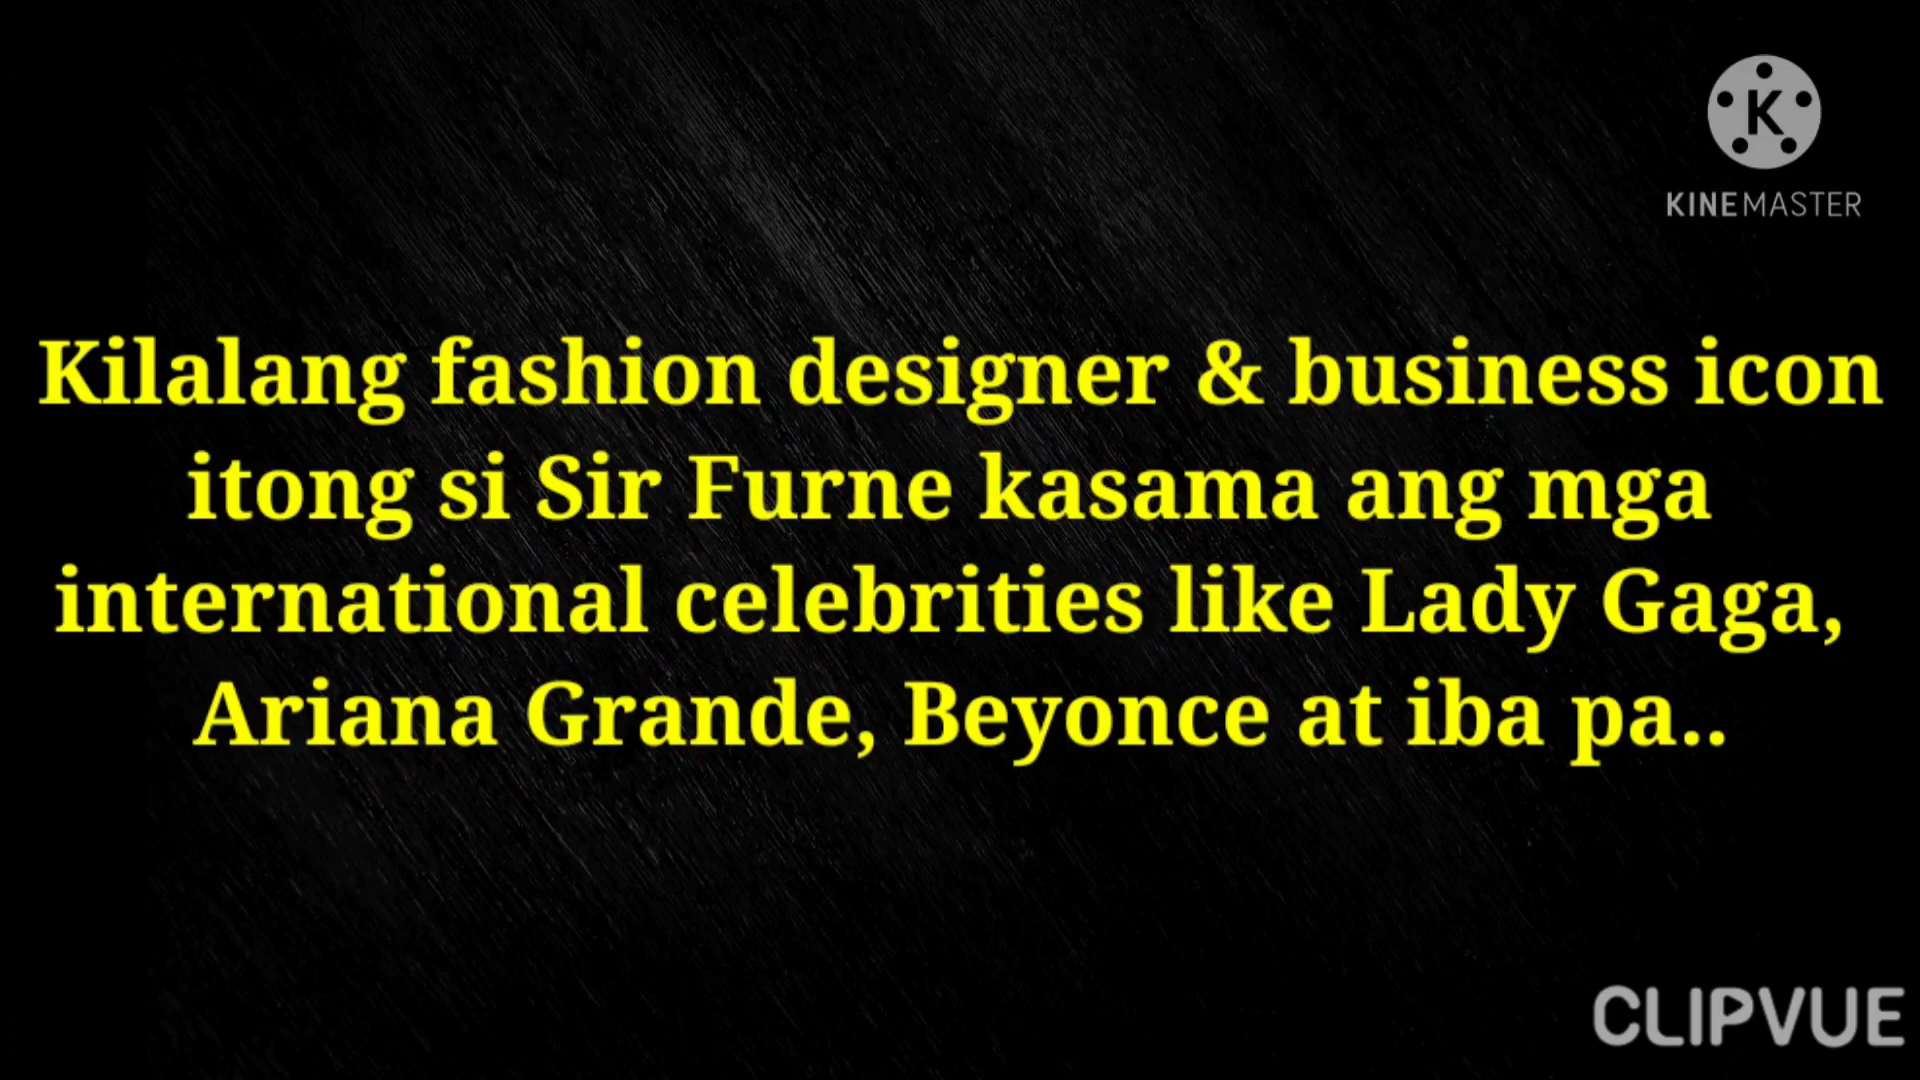 K
KINEMASTER
Kilalang fashion designer & business icon
itong si Sir Furne kasama ang mga
international celebrities like Lady Gaga,
Ariana Grande, Beyonce at iba pa..
CLIPVUE